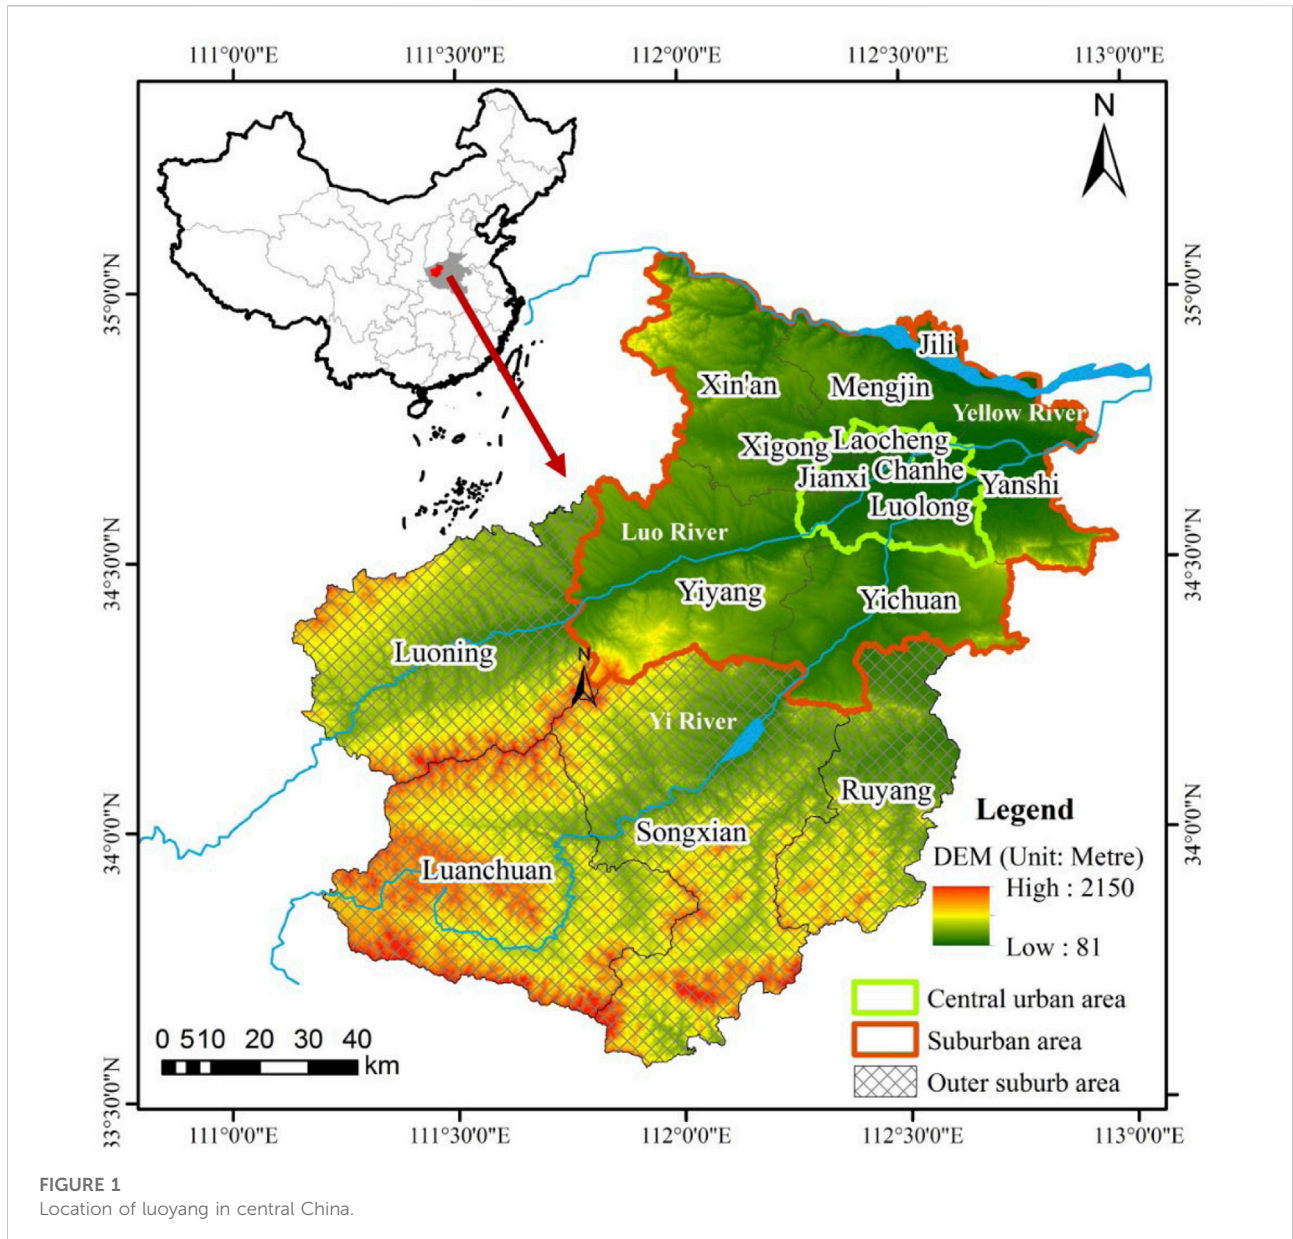 111°0'0"E 111°30'0"E 112°0'0"E 112°30'0"E 113°0'0"E
N
35°0'0"N
35°0'0"N
Jili
Xin'an
Mengjin
Yellow River
Xigong
Laocheng
Jianxi
Chanhe
Yanshi
Luolong
Luo River
34°30'0"N
34°30'0"N
Yiyang
Yichuan
Luoning
N
Yi River
Ruyang
Songxian
34°0'0"N
34°0'0"N
Luanchuan
Legend
DEM (Unit: Metre)
High : 2150
Low : 81
Central urban area
Suburban area
Outer suburb area
0 5 10 20 30 40
km
33°30'0"N
111°0'0"E 111°30'0"E 112°0'0"E 112°30'0"E 113°0'0"E
FIGURE 1
Location of luoyang in central China.